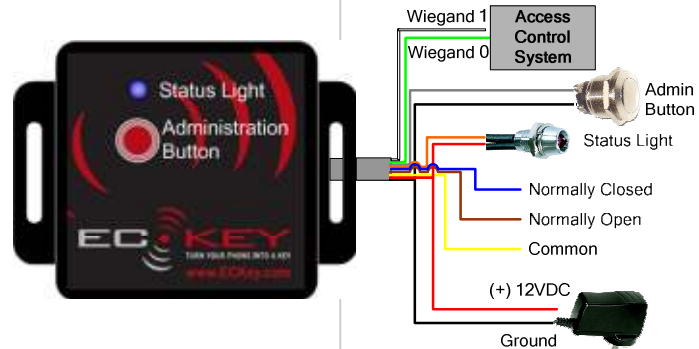 Wiegand 1
Access
Control
System
Wiegand 0
Status Light
Administration
Button
Admin
Button
Status Light
Normally Closed
Normally Open
Common
EC KEY
TURN YOUR PHONE INTO A KEY
www.ECKey.com
(+) 12VDC
Ground